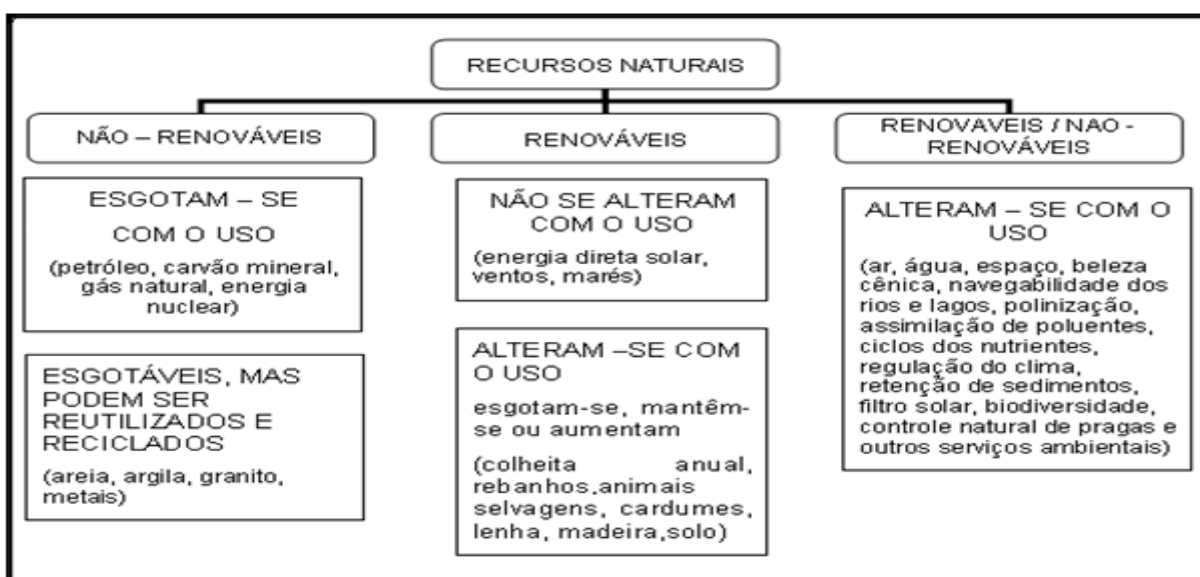 RECURSOS NATURAIS
NÃO – RENOVÁVEIS
ESGOTAM – SE
COM O USO
(petróleo, carvão mineral,
gás natural, energia
nuclear)
ESGOTÁVEIS, MAS
PODEM SER
REUTILIZADOS E
RECICLADOS
(areia, argila, granito,
metais)
RENOVÁVEIS
NÃO SE ALTERAM
COM O USO
(energia direta solar,
ventos, marés)
ALTERAM –SE COM
O USO
esgotam-se, mantêm-
se ou aumentam
(colheita anual,
rebanhos,animais
selvagens, cardumes,
lenha, madeira,solo)
RENOVAVEIS / NAO -
RENOVÁVEIS
ALTERAM – SE COM O
USO
(ar, água, espaço, beleza
cênica, navegabilidade dos
rios e lagos, polinização,
assimilação de poluentes,
ciclos dos nutrientes,
regulação do clima,
retenção de sedimentos,
filtro solar, biodiversidade,
controle natural de pragas e
outros serviços ambientais)